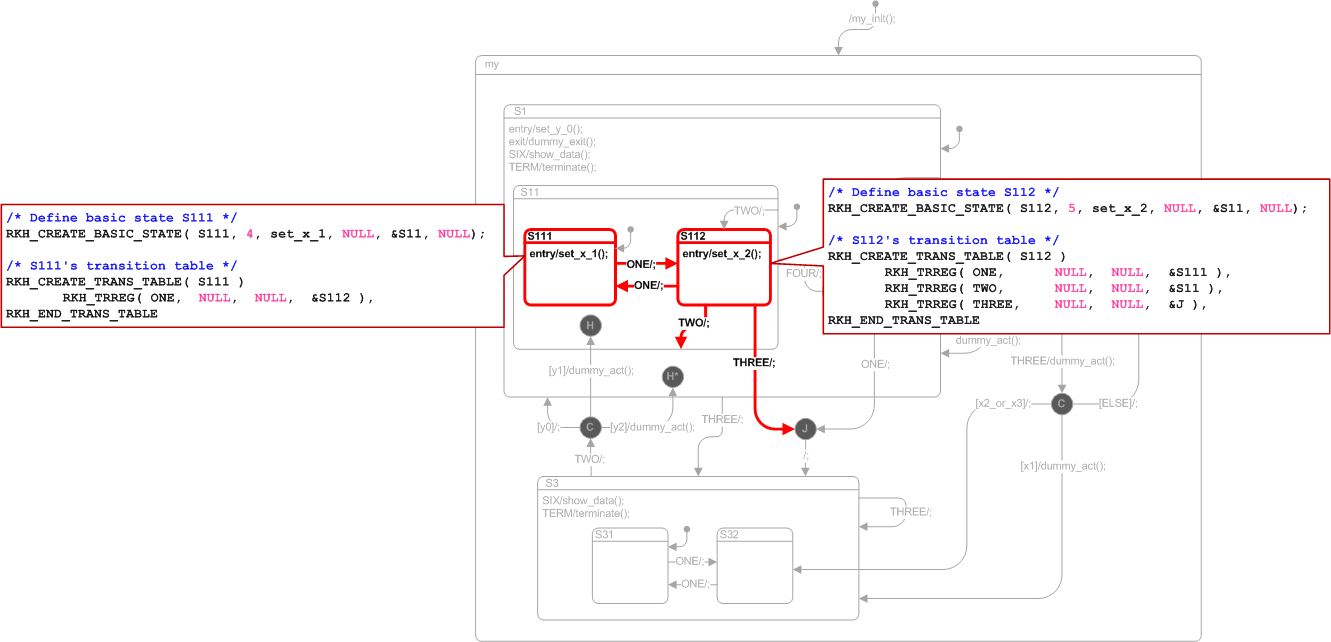 /my_init();
my
S1
entry/set_y_0();
exit/dummy_exit();
SIX/show_data();
TERM/terminate();
S11
TWO/;
/* Define basic state S111 */
RKH_CREATE_BASIC_STATE( S111, 4, set_x_1, NULL, &S11, NULL);
/* S111's transition table */
RKH_CREATE_TRANS_TABLE( S111 )
RKH_TRREG( ONE, NULL, NULL, &S112 ),
RKH_END_TRANS_TABLE
S111
entry/set_x_1();
ONE/;
ONE/;
S112
entry/set_x_2();
TWO/;
THREE/;
FOUR/;
/* Define basic state S112 */
RKH_CREATE_BASIC_STATE( S112, 5, set_x_2, NULL, &S11, NULL);
/* S112's transition table */
RKH_CREATE_TRANS_TABLE( S112 )
RKH_TRREG( ONE, NULL, NULL, &S111 ),
RKH_TRREG( TWO, NULL, NULL, &S11 ),
RKH_TRREG( THREE, NULL, NULL, &J ),
RKH_END_TRANS_TABLE
H
dummy_act();
[y1]/dummy_act();
H*
ONE/;
THREE/dummy_act();
[y0]/;
C
[y2]/dummy_act();
THREE/;
J
[x2_or_x3]/;
C
[ELSE]/;
TWO/;
/;
[x1]/dummy_act();
S3
SIX/show_data();
TERM/terminate();
THREE/;
S31
S32
ONE/;
ONE/;